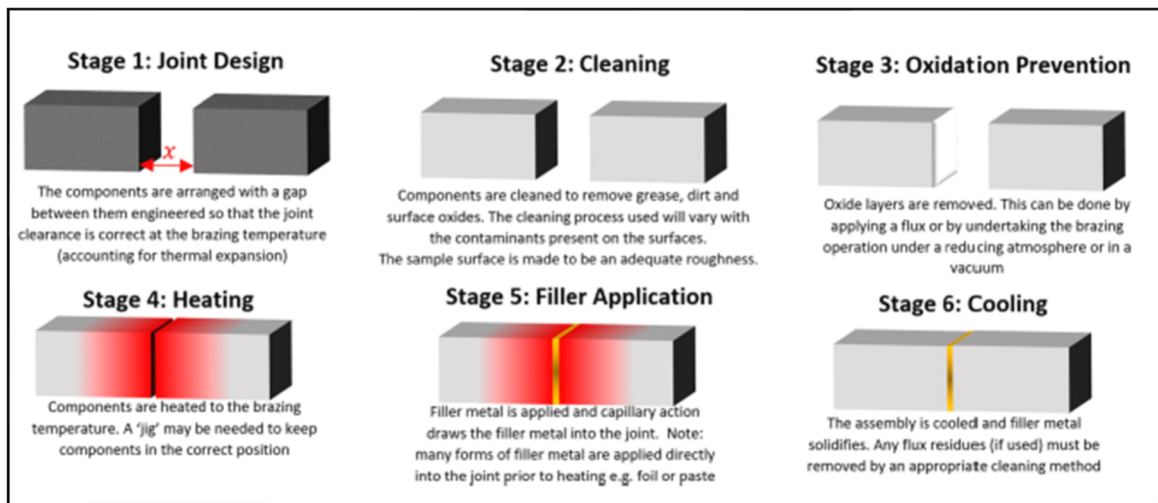 Stage 1: Joint Design
x
The components are arranged with a gap
between them engineered so that the joint
clearance is correct at the brazing temperature
(accounting for thermal expansion)
Stage 2: Cleaning
Components are cleaned to remove grease, dirt and
surface oxides. The cleaning process used will vary with
the contaminants present on the surfaces.
The sample surface is made to be an adequate roughness.
Stage 3: Oxidation Prevention
Oxide layers are removed. This can be done by
applying a flux or by undertaking the brazing
operation under a reducing atmosphere or in a
vacuum
Stage 4: Heating
Components are heated to the brazing
temperature. A ‘jig’ may be needed to keep
components in the correct position
Stage 5: Filler Application
Filler metal is applied and capillary action
draws the filler metal into the joint. Note:
many forms of filler metal are applied directly
into the joint prior to heating e.g. foil or paste
Stage 6: Cooling
The assembly is cooled and filler metal
solidifies. Any flux residues (if used) must be
removed by an appropriate cleaning method